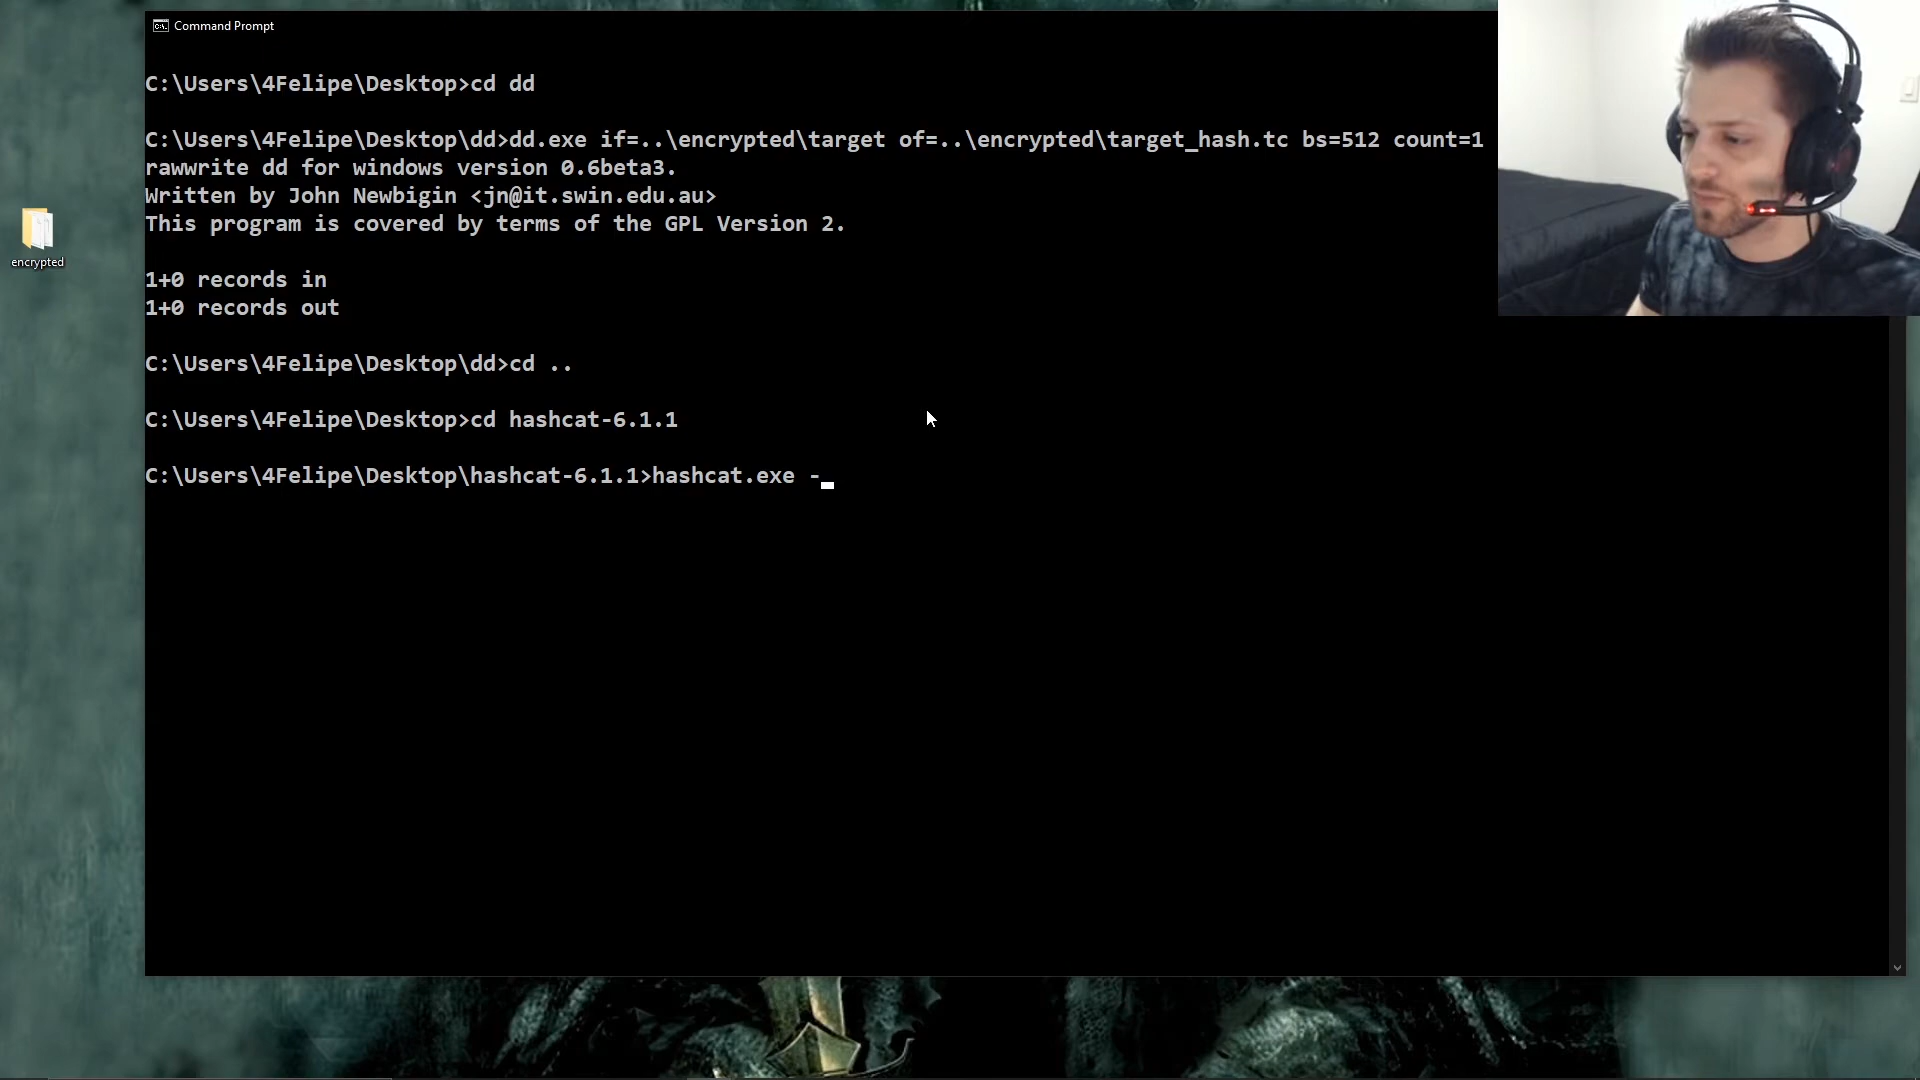 Command Prompt
C:\Users\4Felipe\Desktop>cd dd
C:\Users\4Felipe\Desktop\dd>dd.exe if=..\encrypted\target of=..\encrypted\target_hash.tc bs=512 count=1
rawwrite dd for windows version 0.6beta3.
Written by John Newbigin <jn@it.swin.edu.au>
This program is covered by terms of the GPL Version 2.
encrypted
1+0 records in
1+0 records out
C:\Users\4Felipe\Desktop\dd>cd ..
C:\Users\4Felipe\Desktop>cd hashcat-6.1.1
C:\Users\4Felipe\Desktop\hashcat-6.1.1>hashcat.exe -